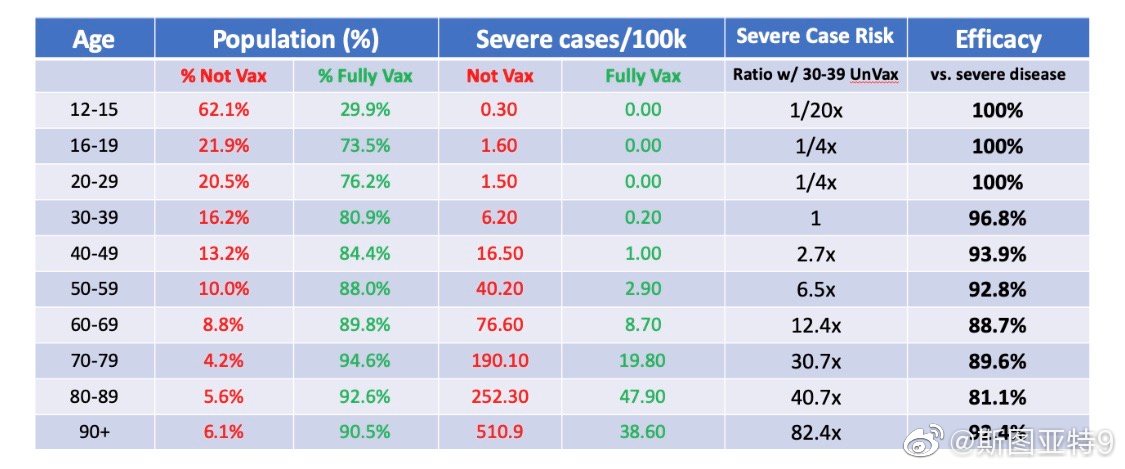 Age Population (%) Severe cases/100k Severe Case Risk Efficacy
% Not Vax % Fully Vax Not Vax Fully Vax Ratio w/ 30-39 UnVax vs. severe disease
12-15 62.1% 29.9% 0.30 0.00 1/20x 100%
16-19 21.9% 73.5% 1.60 0.00 1/4x 100%
20-29 20.5% 76.2% 1.50 0.00 1/4x 100%
30-39 16.2% 80.9% 6.20 0.20 1 96.8%
40-49 13.2% 84.4% 16.50 1.00 2.7x 93.9%
50-59 10.0% 88.0% 40.20 2.90 6.5x 92.8%
60-69 8.8% 89.8% 76.60 8.70 12.4x 88.7%
70-79 4.2% 94.6% 190.10 19.80 30.7x 89.6%
80-89 5.6% 92.6% 252.30 47.90 40.7x 81.1%
90+ 6.1% 90.5% 510.9 38.60 82.4x
@斯图亚特9